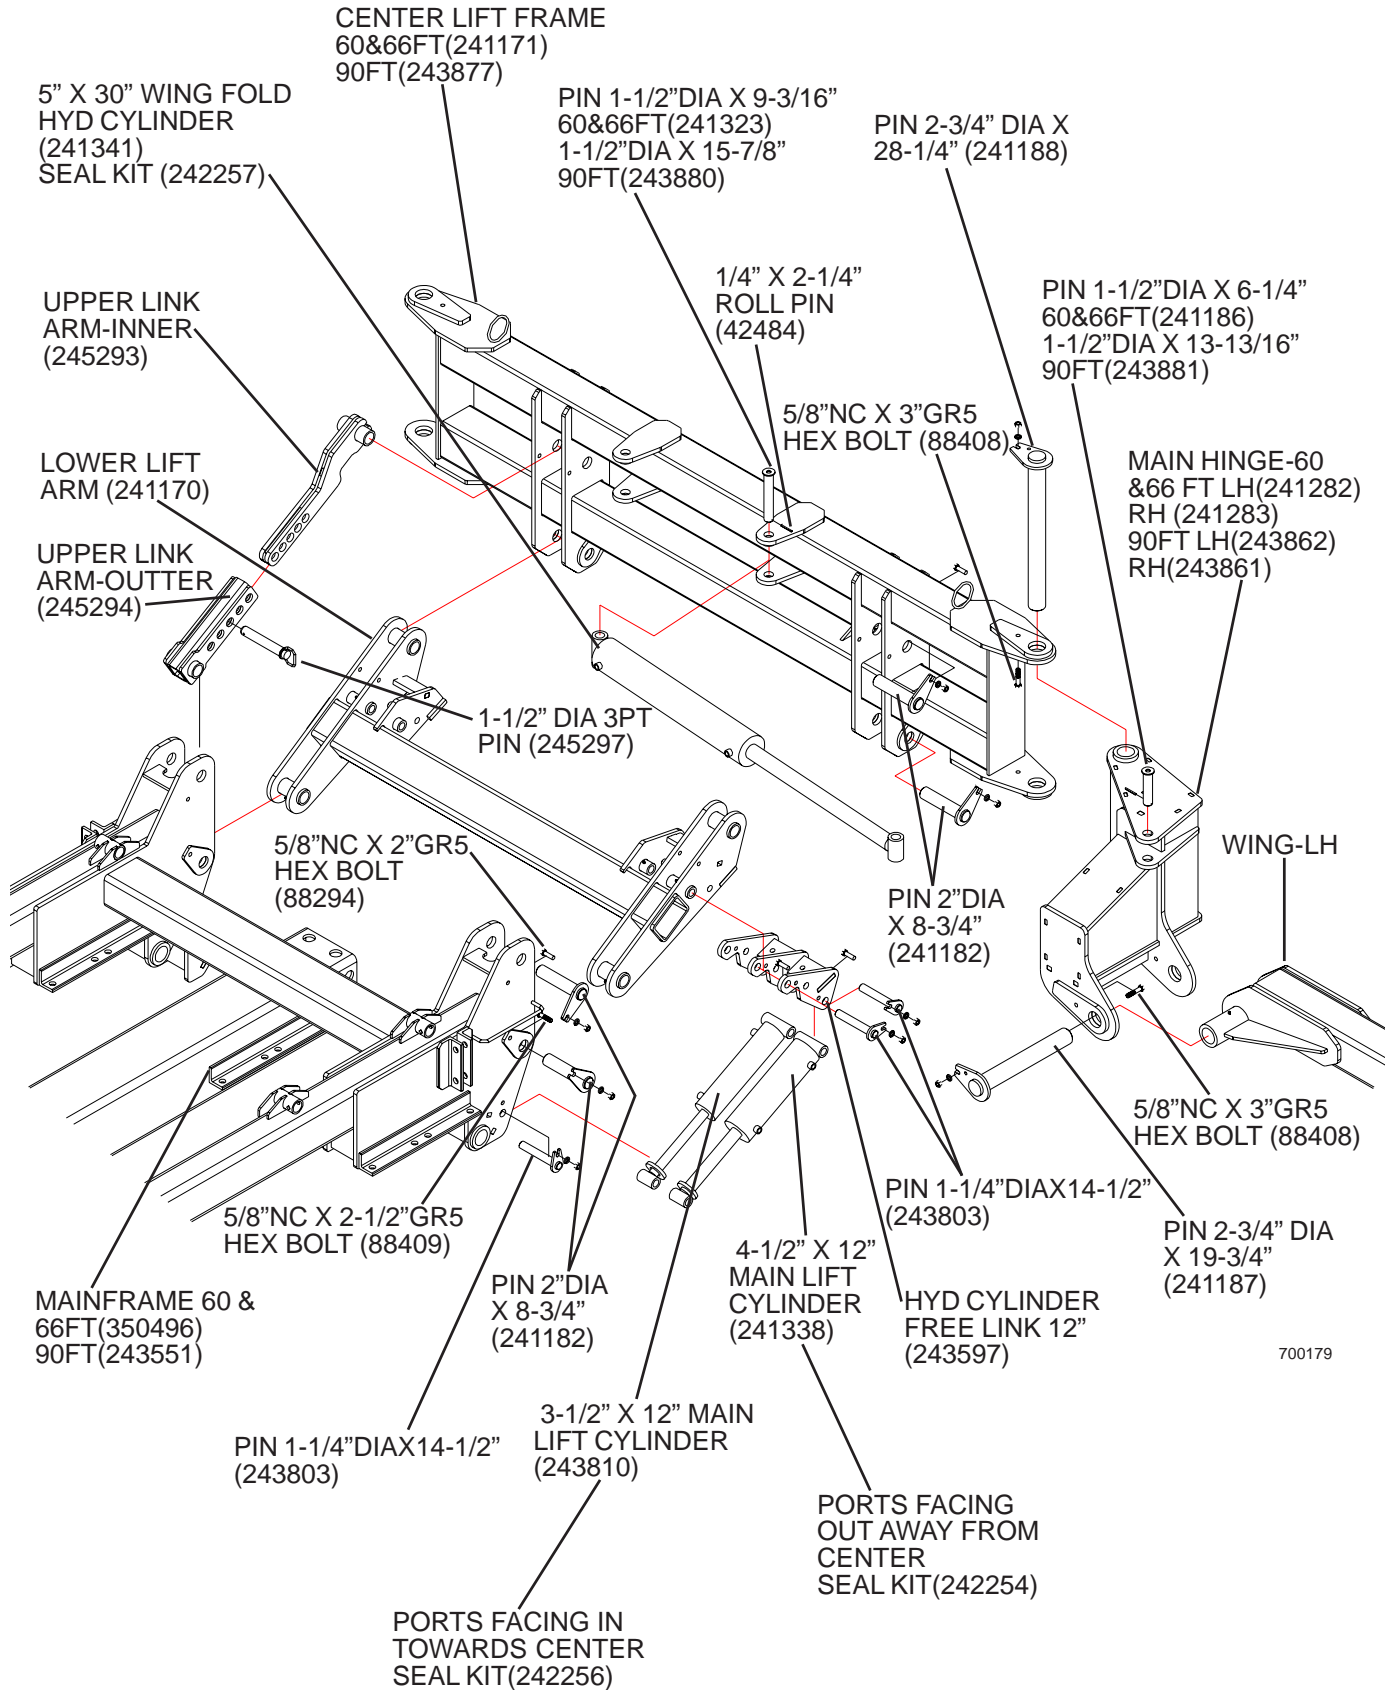 CENTER LIFT FRAME
60&66FT(241171)
90FT(243877)
5” X 30” WING FOLD
HYD CYLINDER
(241341)
SEAL KIT (242257)
PIN 1-1/2”DIA X 9-3/16”
60&66FT(241323)
1-1/2”DIA X 15-7/8”
90FT(243880)
PIN 2-3/4” DIA X
28-1/4” (241188)
UPPER LINK
ARM-INNER
(245293)
1/4” X 2-1/4”
ROLL PIN
(42484)
PIN 1-1/2”DIA X 6-1/4”
60&66FT(241186)
1-1/2”DIA X 13-13/16”
90FT(243881)
5/8”NC X 3”GR5
HEX BOLT (88408)
LOWER LIFT
ARM (241170)
MAIN HINGE-60
&66 FT LH(241282)
RH (241283)
90FT LH(243862)
RH(243861)
UPPER LINK
ARM-OUTTER
(245294)
1-1/2” DIA 3PT
PIN (245297)
5/8”NC X 2”GR5
HEX BOLT
(88294)
WING-LH
PIN 2”DIA
X 8-3/4”
(241182)
5/8”NC X 3”GR5
HEX BOLT (88408)
PIN 1-1/4”DIAX14-1/2”
(243803)
5/8”NC X 2-1/2”GR5
HEX BOLT (88409)
PIN 2-3/4” DIA
X 19-3/4”
(241187)
4-1/2” X 12”
MAIN LIFT
CYLINDER
(241338)
PIN 2”DIA
X 8-3/4”
(241182)
MAINFRAME 60 &
66FT(350496)
90FT(243551)
HYD CYLINDER
FREE LINK 12”
(243597)
700179
3-1/2” X 12” MAIN
LIFT CYLINDER
(243810)
PIN 1-1/4”DIAX14-1/2”
(243803)
PORTS FACING
OUT AWAY FROM
CENTER
SEAL KIT(242254)
PORTS FACING IN
TOWARDS CENTER
SEAL KIT(242256)